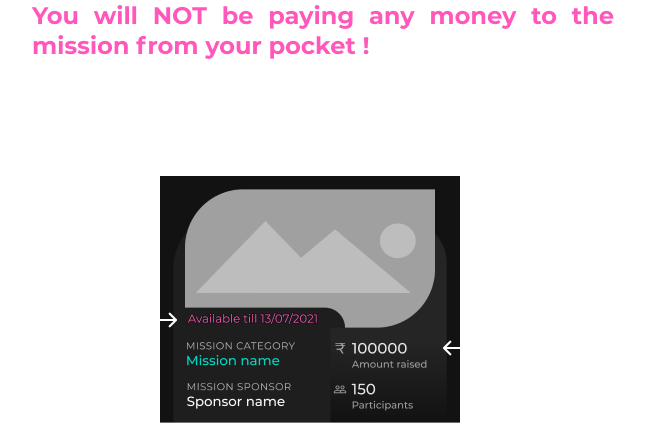 You will NOT be paying any money to the
mission from your pocket !
Available till 13/07/2021
MISSION CATEGORY
Mission name
MISSION SPONSOR
Sponsor name
₹ 100000
Amount raised
150
Participants